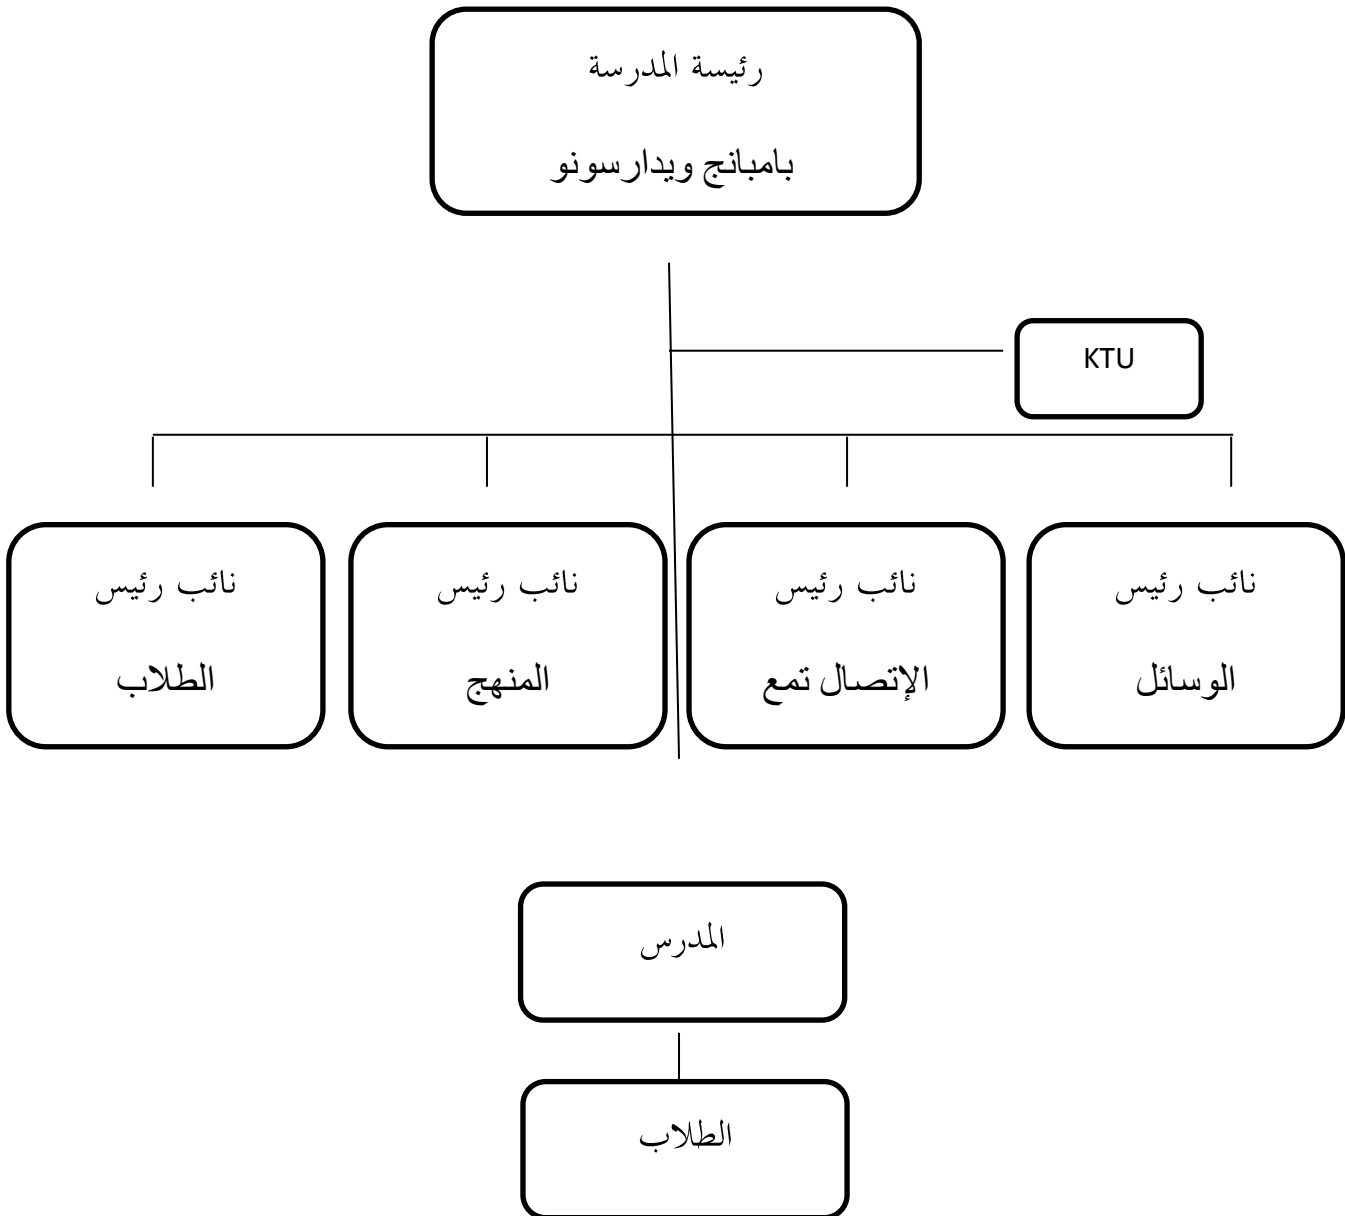 رئيسة المدرسة
بامبانج ويدارسونو
KTU
نائب رئيس
الوسائل
نائب رئيس
الإتصال تمع
نائب رئيس
المنهج
نائب رئيس
الطلاب
المدرس
الطلاب